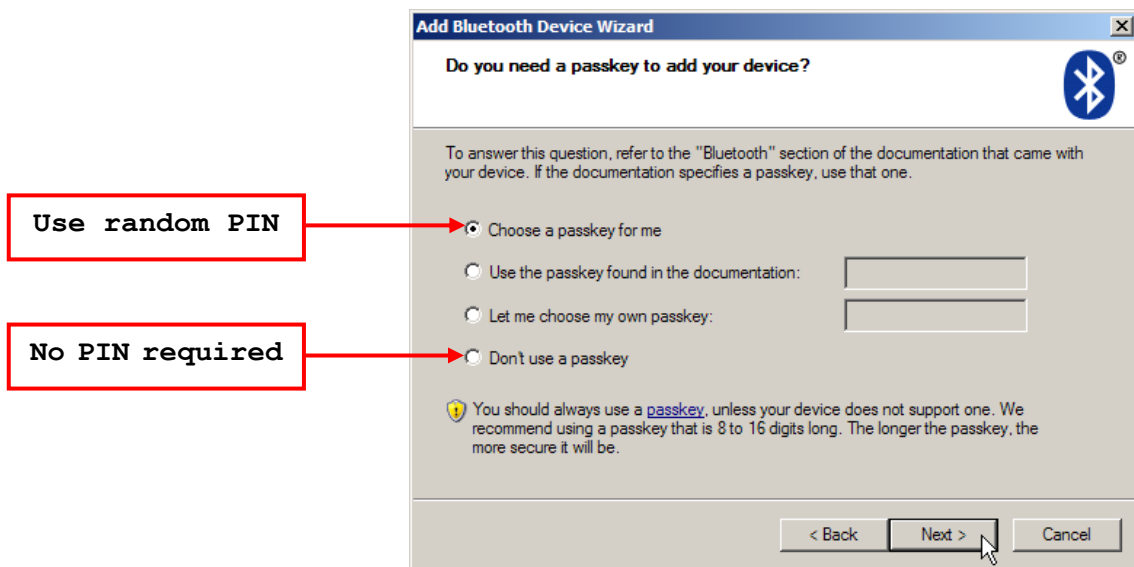 Add Bluetooth Device Wizard
Do you need a passkey to add your device?
®
To answer this question, refer to the "Bluetooth" section of the documentation that came with
your device. If the documentation specifies a passkey, use that one.
Use random PIN
Choose a passkey for me
Use the passkey found in the documentation:
Let me choose my own passkey:
No PIN required
Don't use a passkey
You should always use a passkey, unless your device does not support one. We
recommend using a passkey that is 8 to 16 digits long. The longer the passkey, the
more secure it will be.
< Back
Next >
Cancel